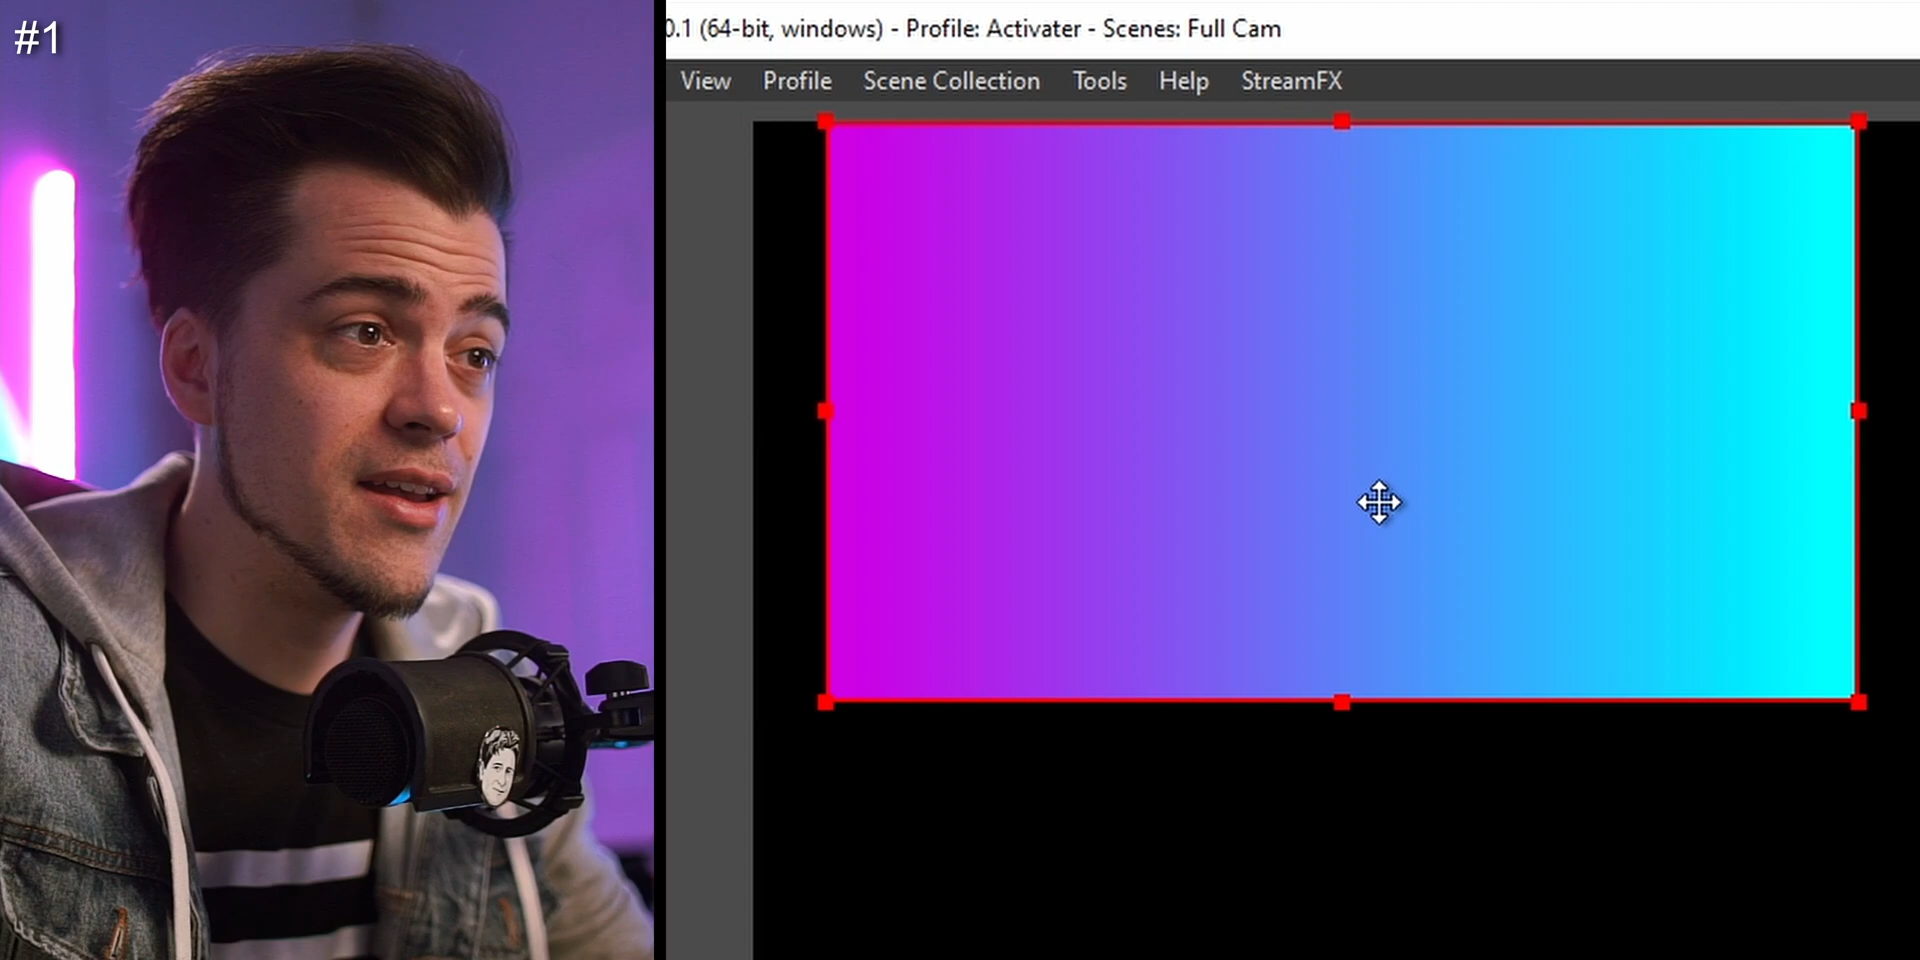 #1
0.1 (64-bit, windows) - Profile: Activater - Scenes: Full Cam
View Profile Scene Collection Tools Help StreamFX